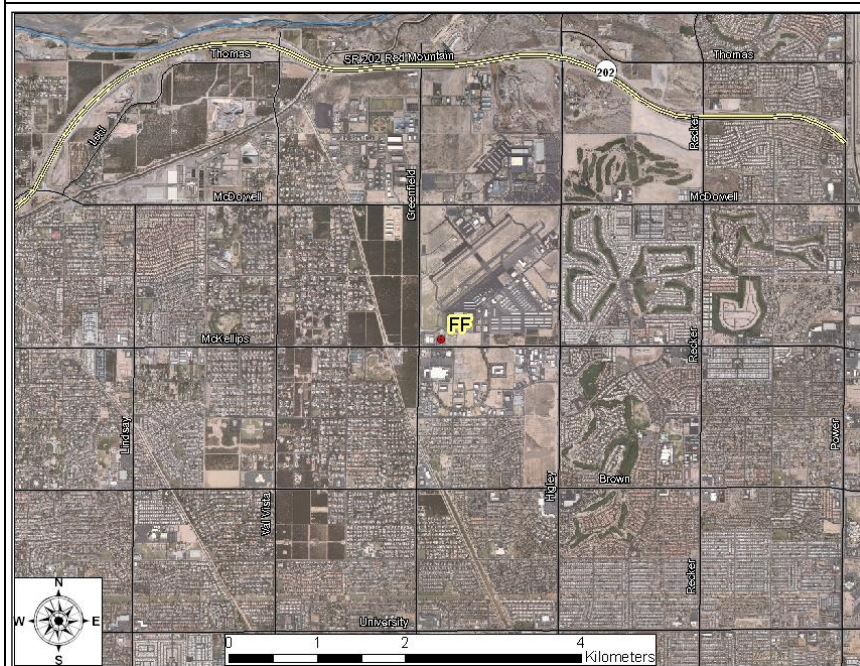 Thomas
SR 202 Red Mountain
Thomas
202
Lehi
Recker
McDowell
Greenfield
McDowell
FF
McKellips
Recker
Lindsay
Power
Val Vista
Higley
Brown
Recker
University
N
W
E
S
0 1 2 4
Kilometers